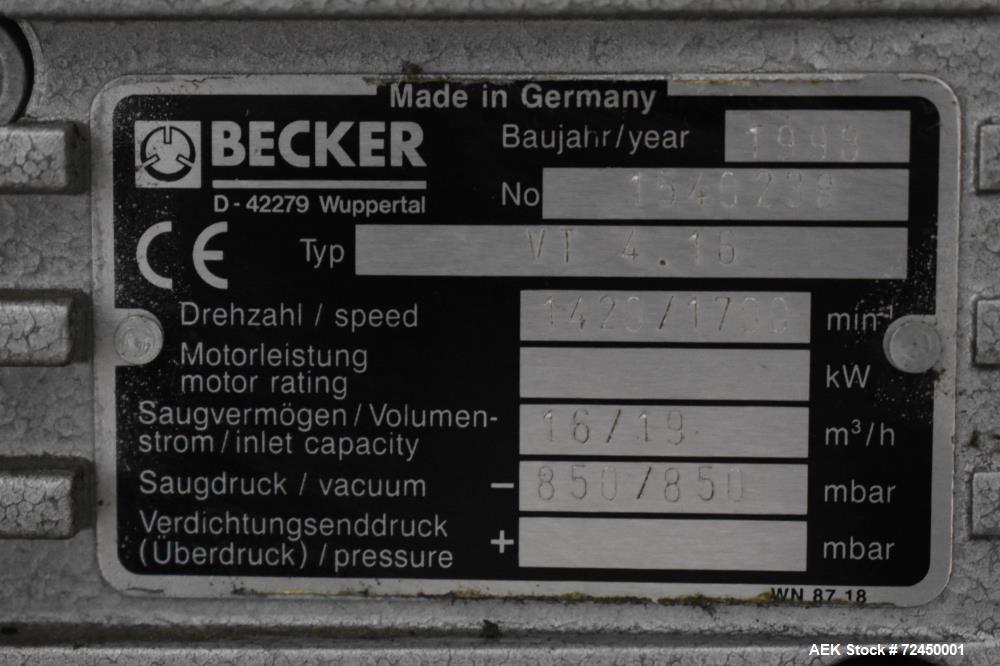 Made in Germany
BECKER
D-42279 Wuppertal
Baujahr/year 1998
No
CE
Typ VT 4.16
Drehzahl / speed 1420/1700 min-1
Motorleistung
motor rating kW
Saugvermögen/Volumen-
strom/inlet capacity 16/19 m³/h
Saugdruck / vacuum - 850/850 mbar
Verdichtungsenddruck
(Überdruck) / pressure + mbar
WN 87 18
AEK Stock # 72450001